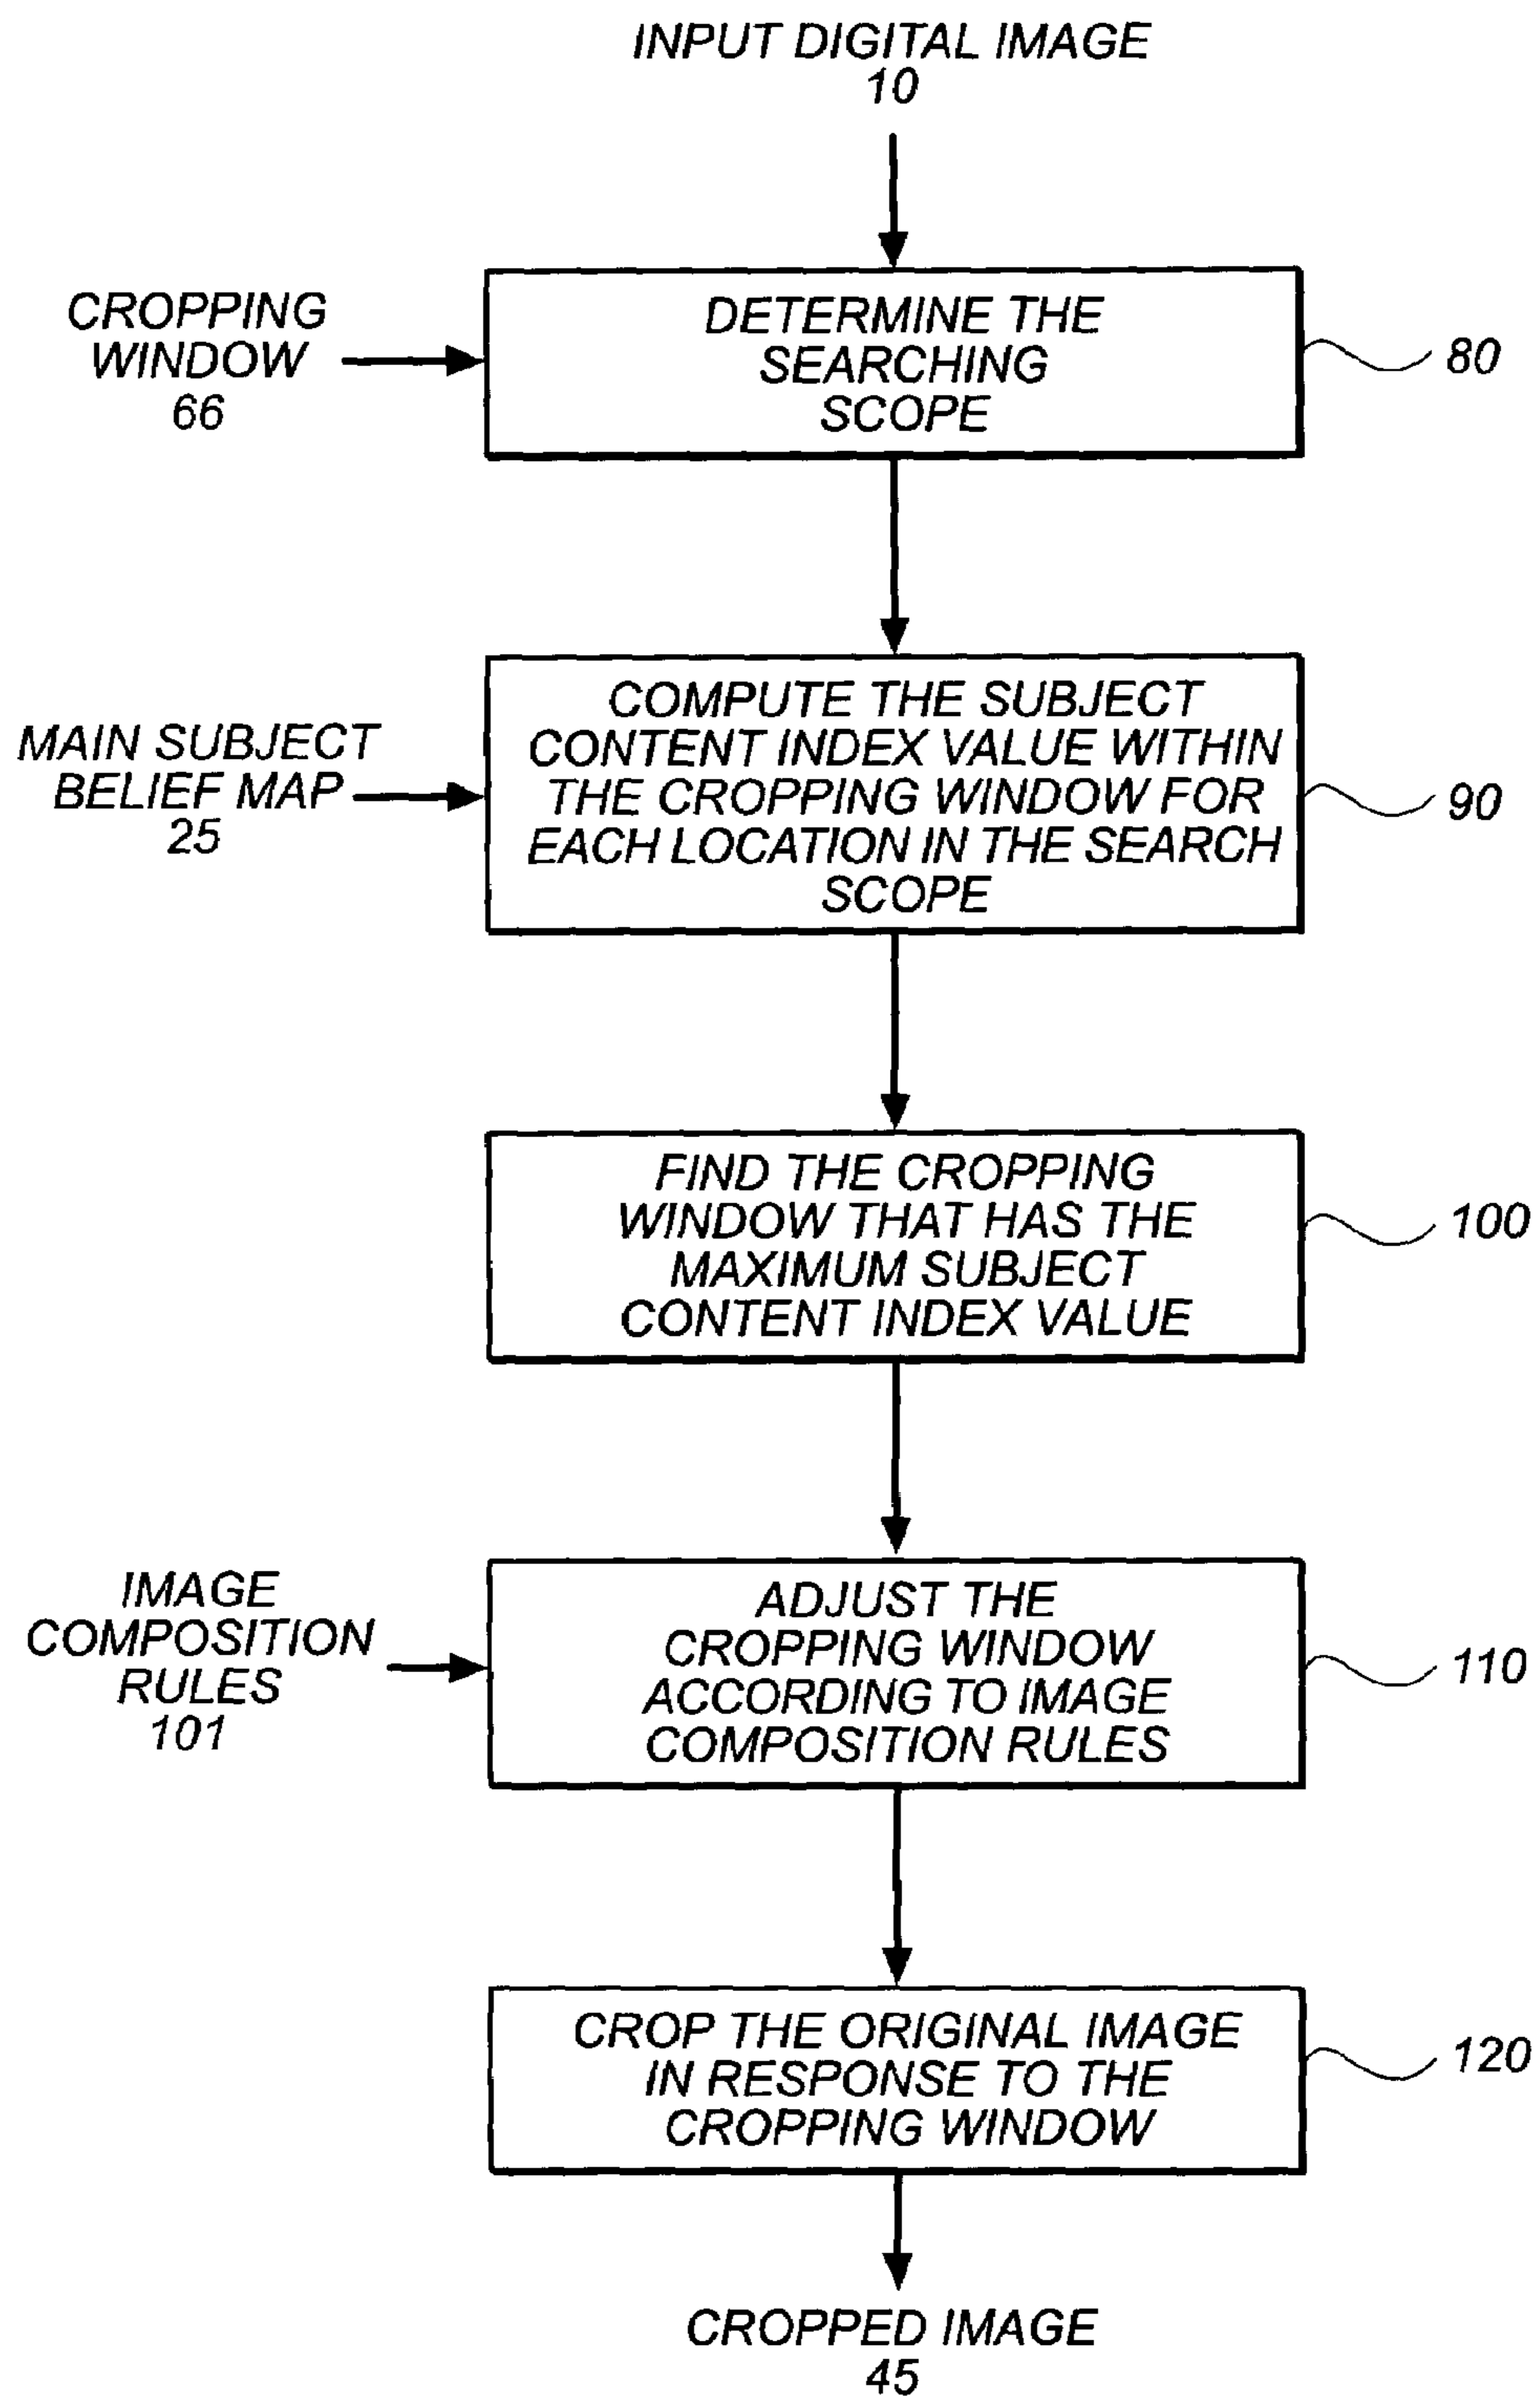 INPUT DIGITAL IMAGE
10
CROPPING
WINDOW
66
DETERMINE THE
SEARCHING
SCOPE
80
MAIN SUBJECT
BELIEF MAP
25
COMPUTE THE SUBJECT
CONTENT INDEX VALUE WITHIN
THE CROPPING WINDOW FOR
EACH LOCATION IN THE SEARCH
SCOPE
90
FIND THE CROPPING
WINDOW THAT HAS THE
MAXIMUM SUBJECT
CONTENT INDEX VALUE
100
IMAGE
COMPOSITION
RULES
101
ADJUST THE
CROPPING WINDOW
ACCORDING TO IMAGE
COMPOSITION RULES
110
CROP THE ORIGINAL IMAGE
IN RESPONSE TO THE
CROPPING WINDOW
120
CROPPED IMAGE
45